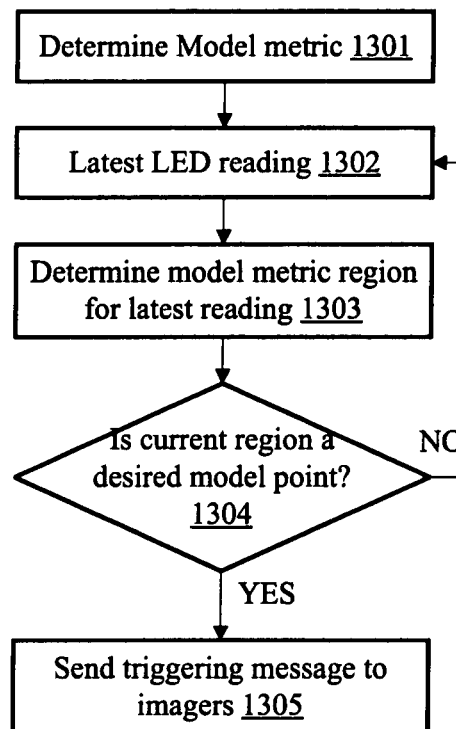 Determine Model metric 1301
Latest LED reading 1302
Determine model metric region
for latest reading 1303
Is current region a
desired model point?
1304
NO
YES
Send triggering message to
imagers 1305